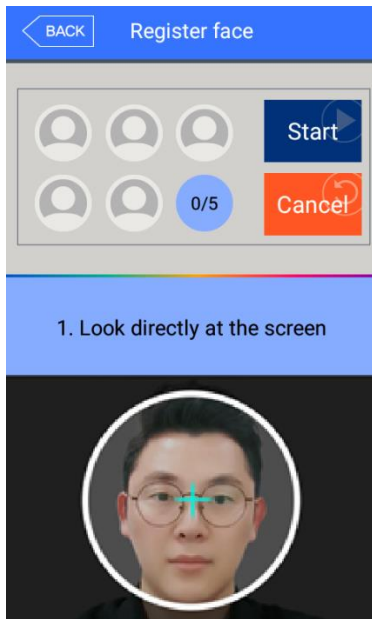 BACK Register face
Start
0/5 Cancel
1. Look directly at the screen